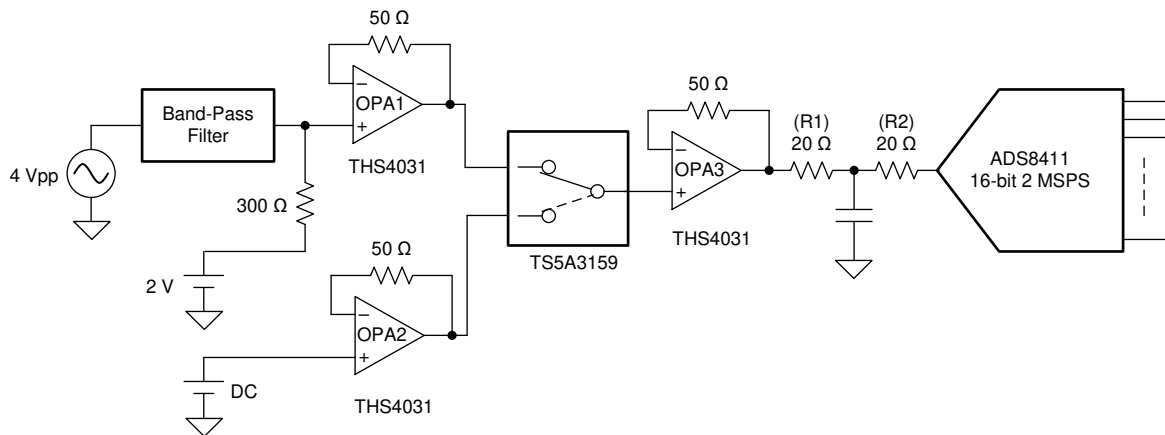 50 Ω
Band-Pass
Filter
−
OPA1
+
THS4031
4 Vpp
300 Ω
2 V
50 Ω
−
OPA2
+
THS4031
DC
TS5A3159
50 Ω
−
OPA3
+
THS4031
(R1)
20 Ω
(R2)
20 Ω
ADS8411
16-bit 2 MSPS